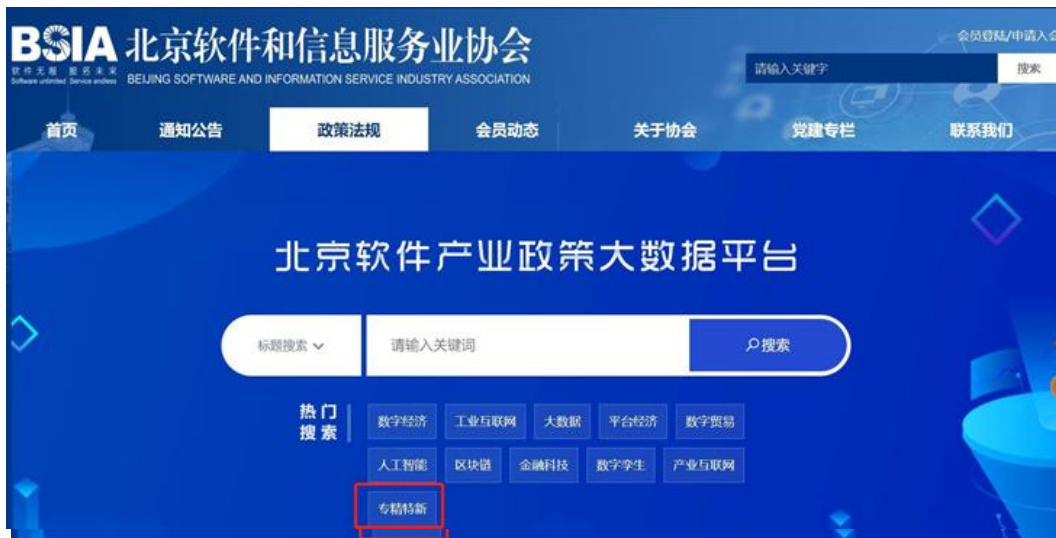 BSIA 北京软件和信息服务业协会
软件无限 服务未来
Software unlimited Service endless
BEIJING SOFTWARE AND INFORMATION SERVICE INDUSTRY ASSOCIATION
会员登陆/申请入会
请输入关键字 搜索
首页 通知公告 政策法规 会员动态 关于协会 党建专栏 联系我们
北京软件产业政策大数据平台
标题搜索 请输入关键词 搜索
热门搜索
数字经济 工业互联网 大数据 平台经济 数字贸易
人工智能 区块链 金融科技 数字孪生 产业互联网
专精特新